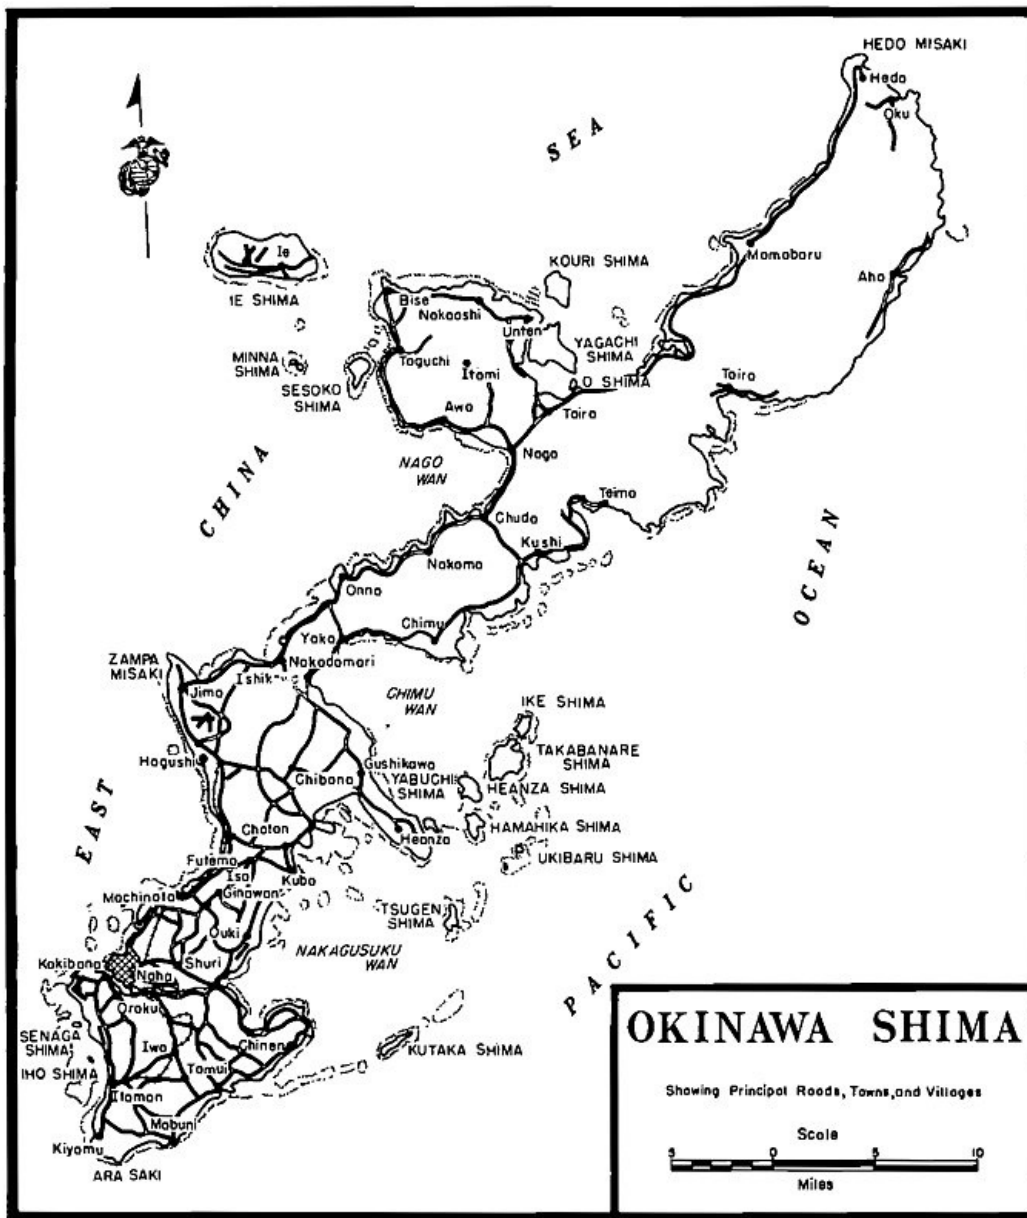 HEDO MISAKI
Hedo
Oku
SEA
Ie
IE SHIMA
KOURI SHIMA
Momobaru
Aho
Bise
Nakaoshi
Unten
YAGACHI
SHIMA
MINNA
SHIMA
Toguchi
Itomi
SESOKO
SHIMA
O SHIMA
Taira
Awa
Taira
Nago
NAGO
WAN
CHINA
Teima
Chuda
OCEAN
Kushi
Nakama
Onna
Chimu
Yaka
ZAMPA
MISAKI
Nakadomari
Ishikawa
Jima
CHIMU
WAN
IKE SHIMA
TAKABANARE
SHIMA
Hagushi
Gushikawa
Chibana
YABUCHI
SHIMA
HEANZA SHIMA
HAMAHIKA SHIMA
EAST
Chatan
Heanza
Futema
UKIBARU SHIMA
Isa
Kuba
Machinato
Ginowan
TSUGEN
SHIMA
Ouki
NAKAGUSUKU
WAN
PACIFIC
Kakibana
Naha
Shuri
Oroku
SENAGA
SHIMA
Iwa
Chinen
KUTAKA SHIMA
IHO SHIMA
Tamui
Itoman
Mabuni
Kiyamu
ARA SAKI
OKINAWA SHIMA
Showing Principal Roads, Towns, and Villages
Scale
5 0 5 10
Miles